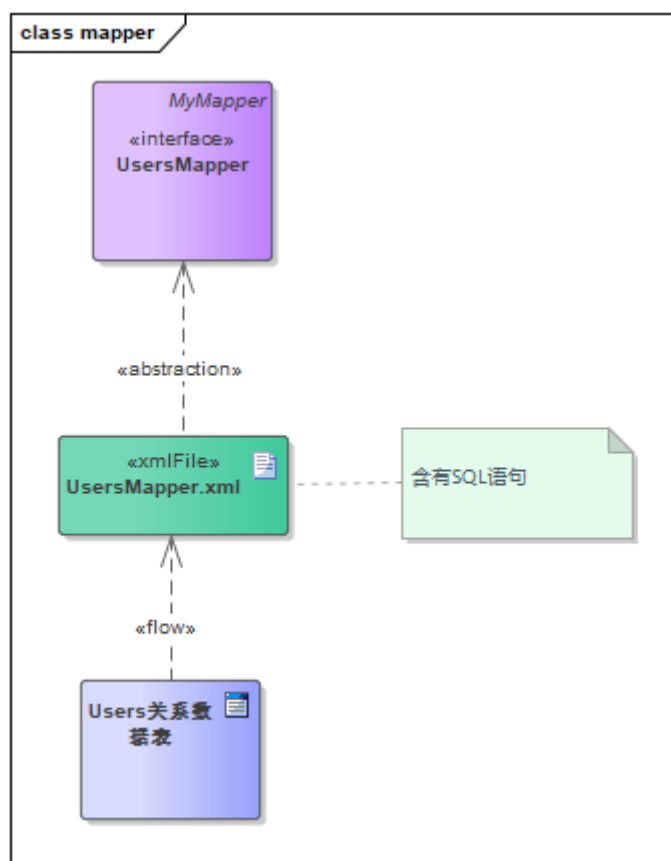 class mapper
MyMapper
«interface»
UsersMapper
«abstraction»
«xmlFile»
UsersMapper.xml
含有SQL语句
«flow»
Users关系数
据表